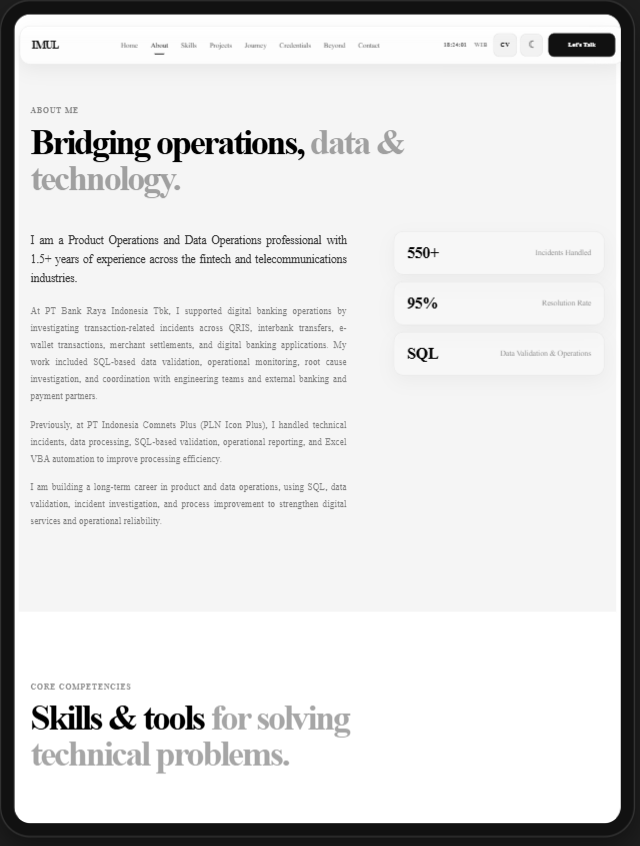 IMUL
Home About Skills Projects Journey Credentials Beyond Contact
18:24:01 WIB CV Let's Talk
ABOUT ME
Bridging operations, data &
technology.
I am a Product Operations and Data Operations professional with
1.5+ years of experience across the fintech and telecommunications
industries.
At PT Bank Raya Indonesia Tbk, I supported digital banking operations by
investigating transaction-related incidents across QRIS, interbank transfers, e-
wallet transactions, merchant settlements, and digital banking applications. My
work included SQL-based data validation, operational monitoring, root cause
investigation, and coordination with engineering teams and external banking and
payment partners.
Previously, at PT Indonesia Comnets Plus (PLN Icon Plus), I handled technical
incidents, data processing, SQL-based validation, operational reporting, and Excel
VBA automation to improve processing efficiency.
I am building a long-term career in product and data operations, using SQL, data
validation, incident investigation, and process improvement to strengthen digital
services and operational reliability.
550+ Incidents Handled
95% Resolution Rate
SQL Data Validation & Operations
CORE COMPETENCIES
Skills & tools for solving
technical problems.